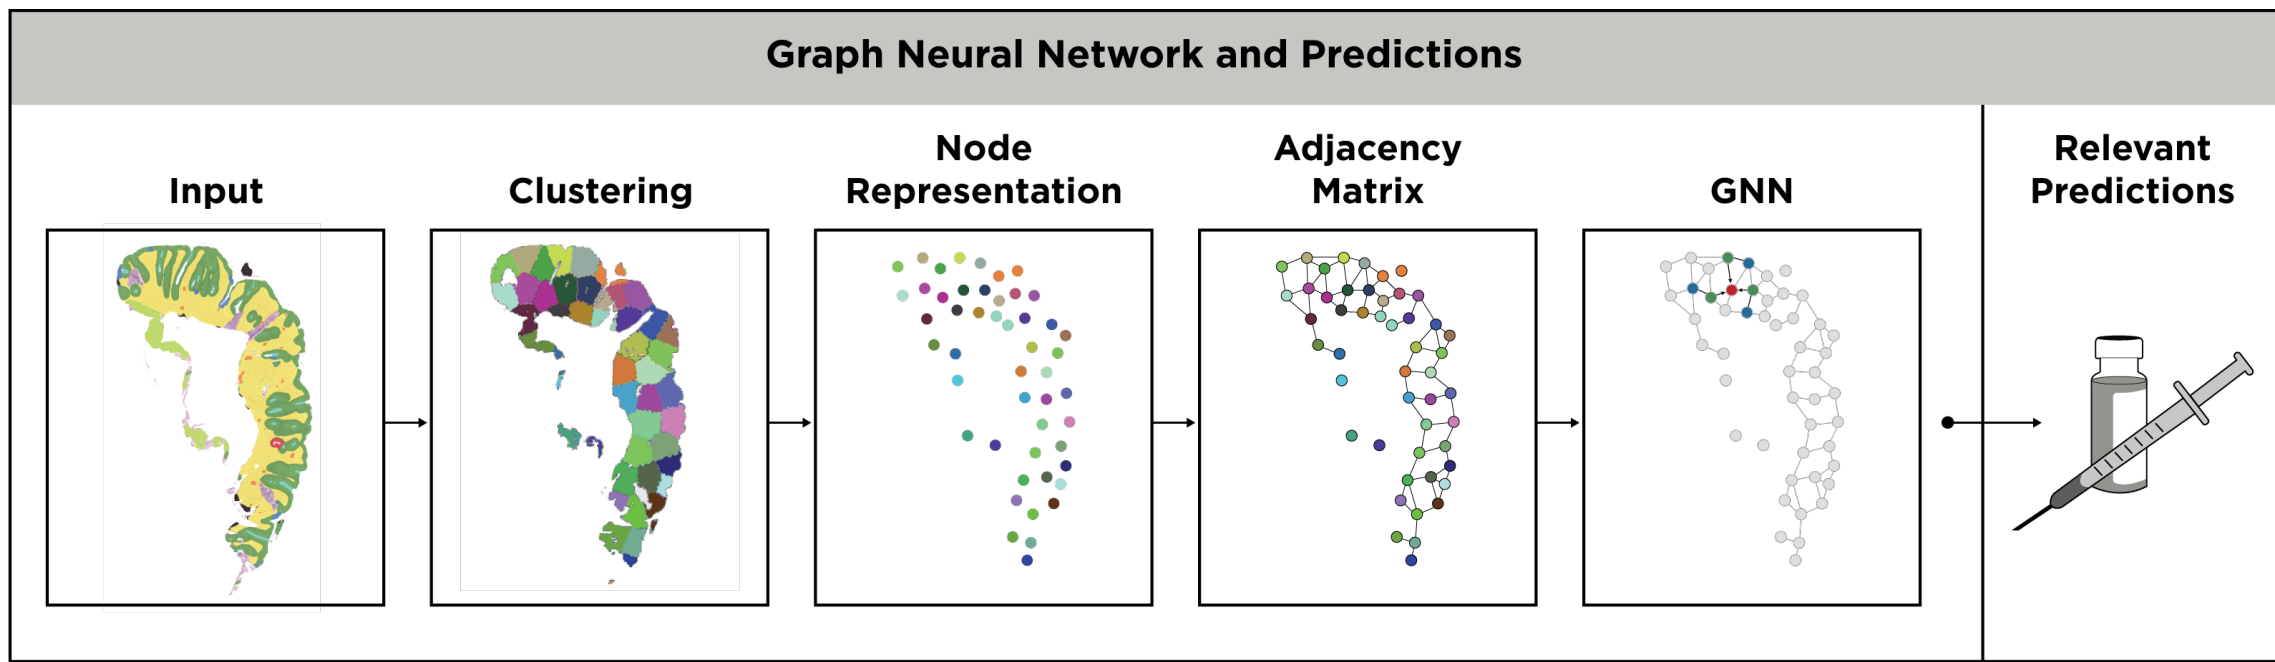 Graph Neural Network and Predictions
Input
Clustering
Node
Representation
Adjacency
Matrix
GNN
Relevant
Predictions